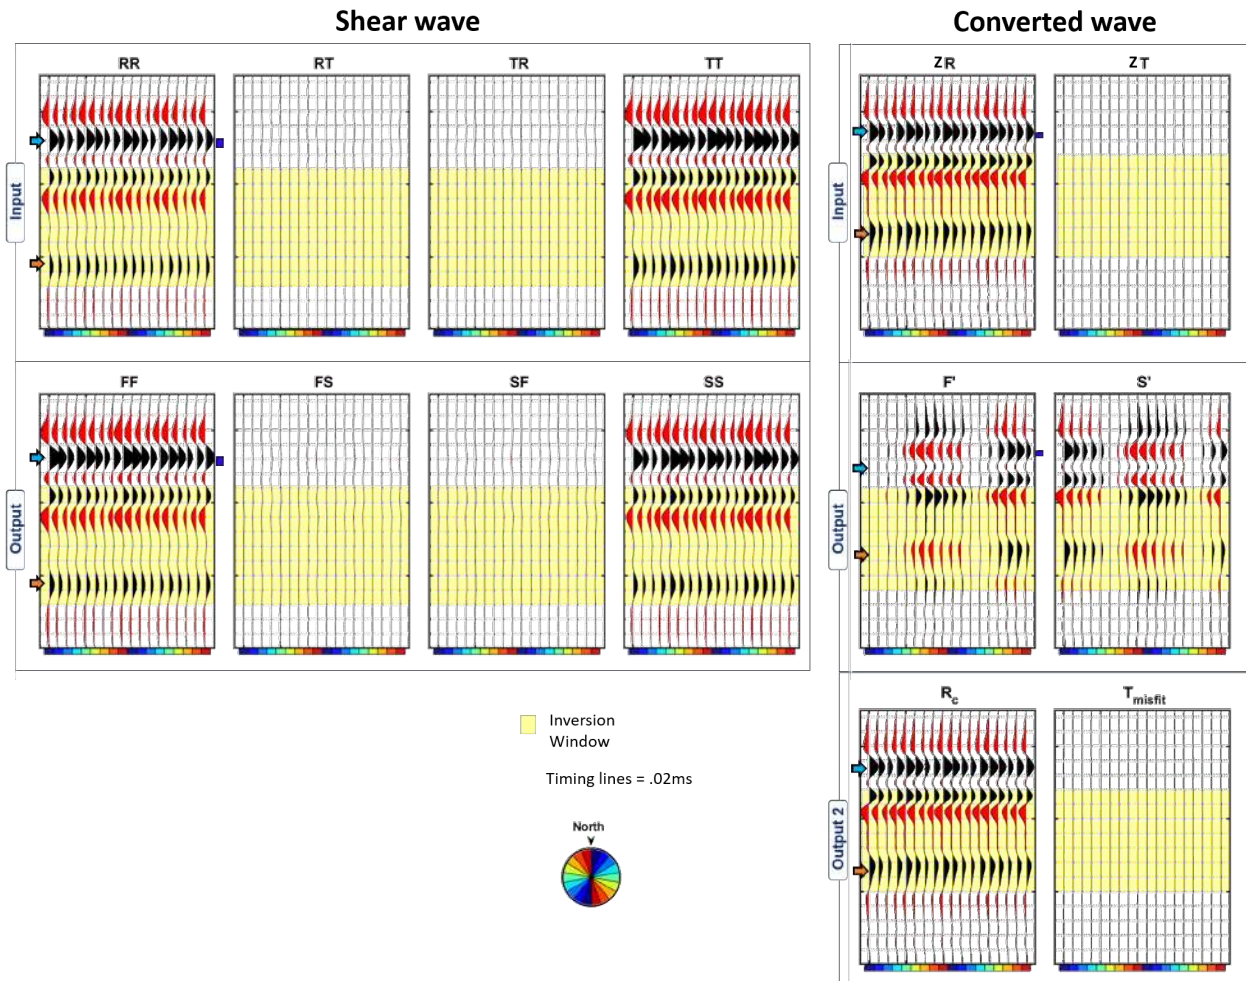 Shear wave
Converted wave
RR RT TR TT
ZR ZT
Input
Input
FF FS SF SS
F' S'
Output
Output
Rc Tmisfit
Output 2
Inversion
Window
Timing lines = .02ms
North